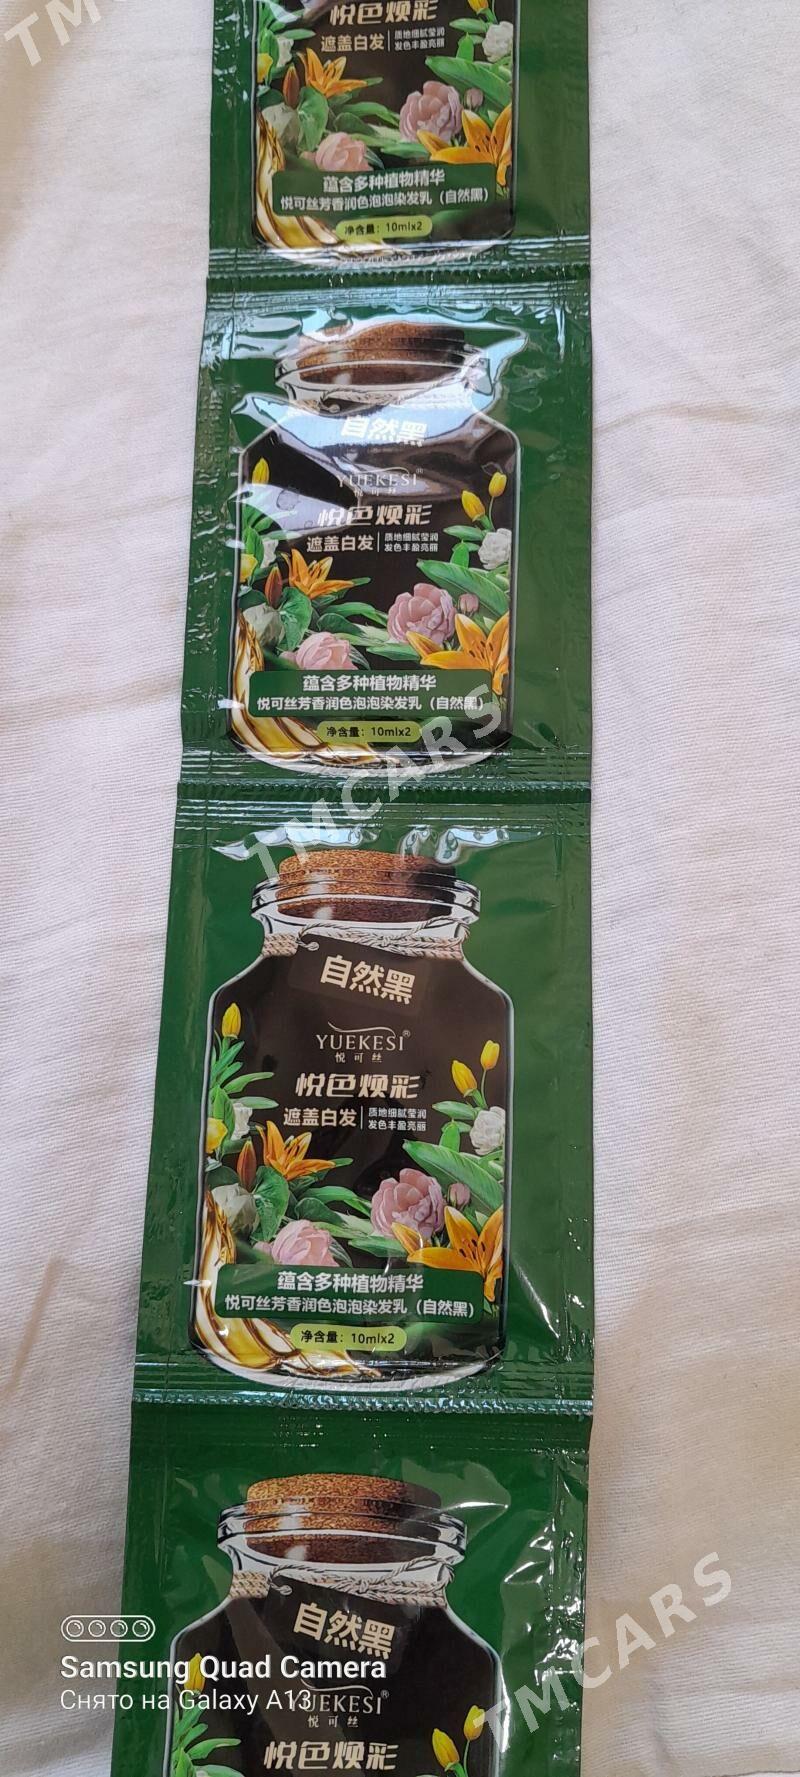 TMCARS
悦色焕彩
遮盖白发 质地细腻莹润
发色丰盈亮丽
蕴含多种植物精华
悦可丝芳香润色泡泡染发乳（自然黑）
净含量：10mlx2
自然黑
YUEKESI®
悦可丝
悦色焕彩
遮盖白发 质地细腻莹润
发色丰盈亮丽
蕴含多种植物精华
悦可丝芳香润色泡泡染发乳（自然黑）
净含量：10mlx2
TMCARS
自然黑
YUEKESI®
悦可丝
悦色焕彩
遮盖白发 质地细腻莹润
发色丰盈亮丽
蕴含多种植物精华
悦可丝芳香润色泡泡染发乳（自然黑）
净含量：10mlx2
自然黑
Samsung Quad Camera
Снято на Galaxy A13
YUEKESI®
悦可丝
悦色焕彩
TMCARS